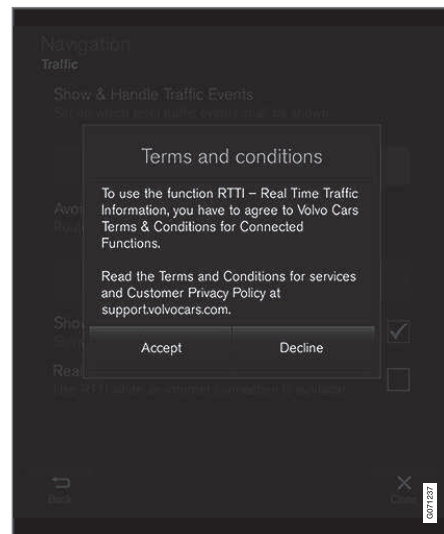 Navigation
Traffic
Show & Handle Traffic Events
Terms and conditions
To use the function RTTI – Real Time Traffic
Information, you have to agree to Volvo Cars
Terms & Conditions for Connected
Functions.
Read the Terms and Conditions for services
and Customer Privacy Policy at
support.volvocars.com.
Accept Decline
Back Close
G071237